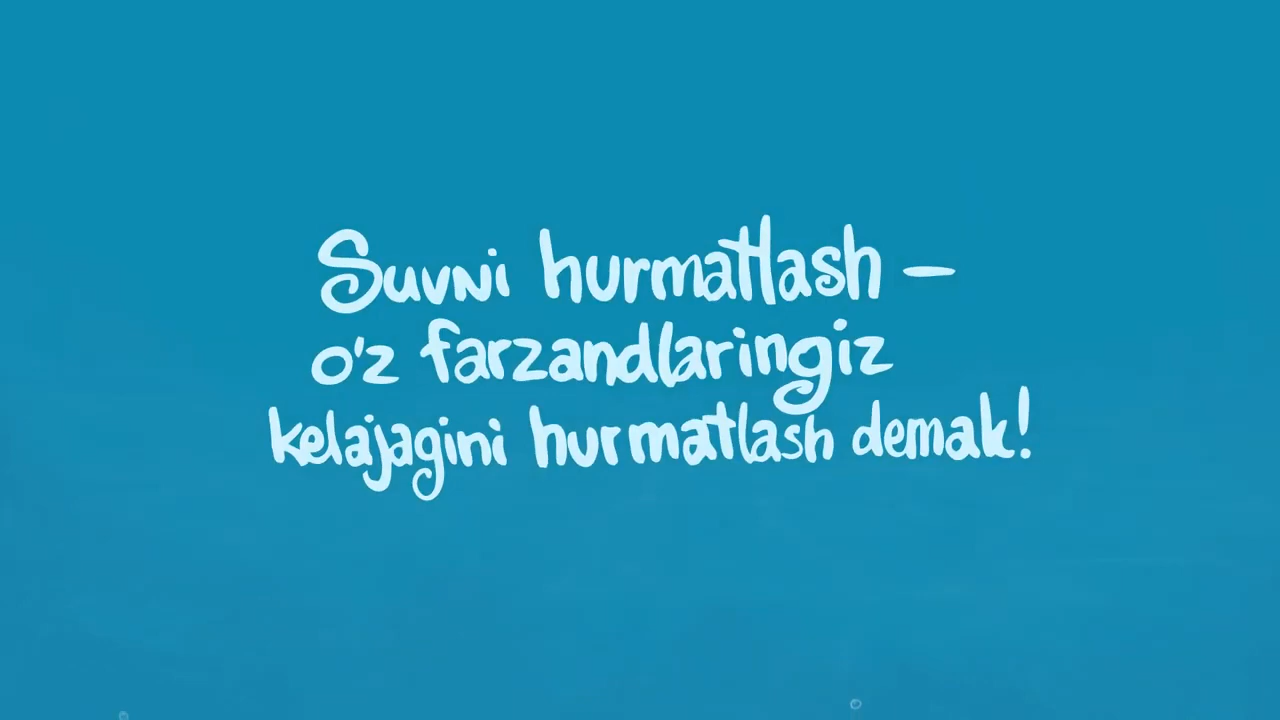 Suvni hurmatlash –
o'z farzandlaringiz
kelajagini hurmatlash demak!